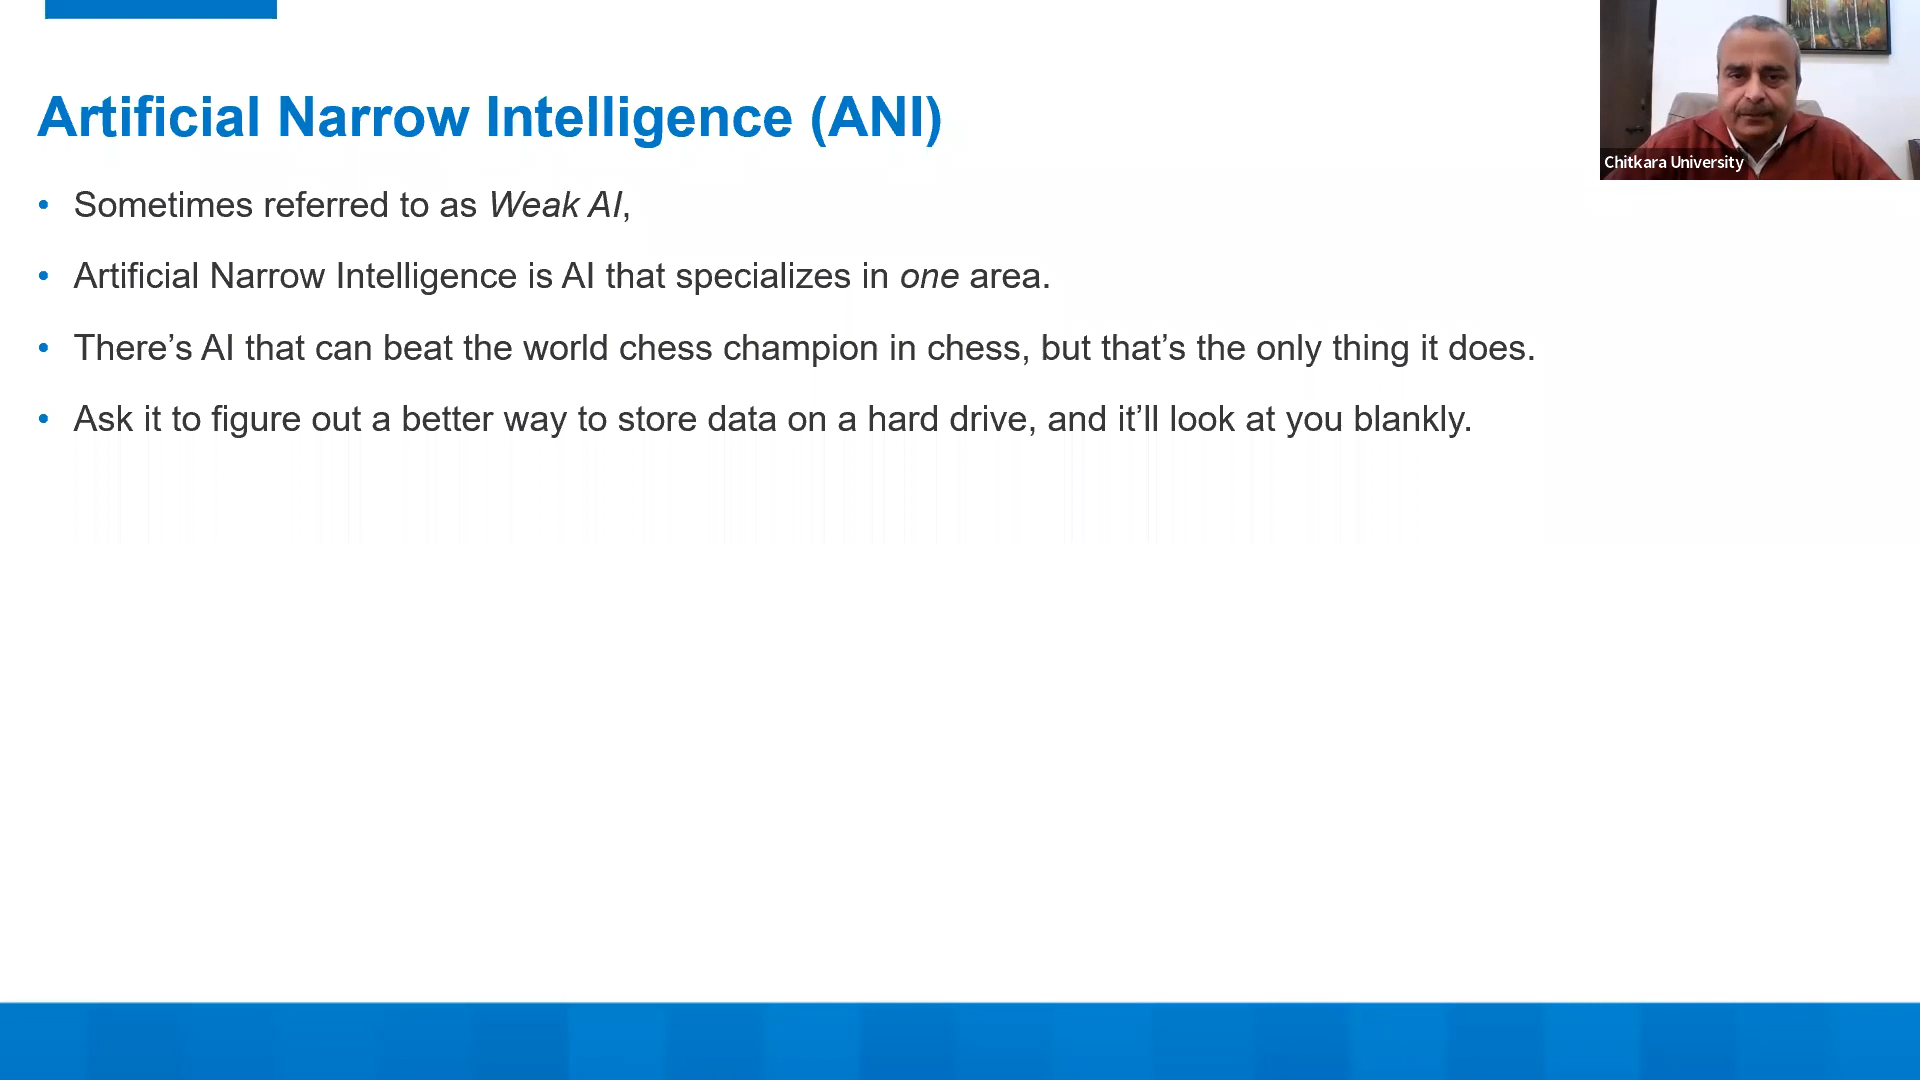 Artificial Narrow Intelligence (ANI)
• Sometimes referred to as Weak AI,
• Artificial Narrow Intelligence is AI that specializes in one area.
• There’s AI that can beat the world chess champion in chess, but that’s the only thing it does.
• Ask it to figure out a better way to store data on a hard drive, and it’ll look at you blankly.
Chitkara University